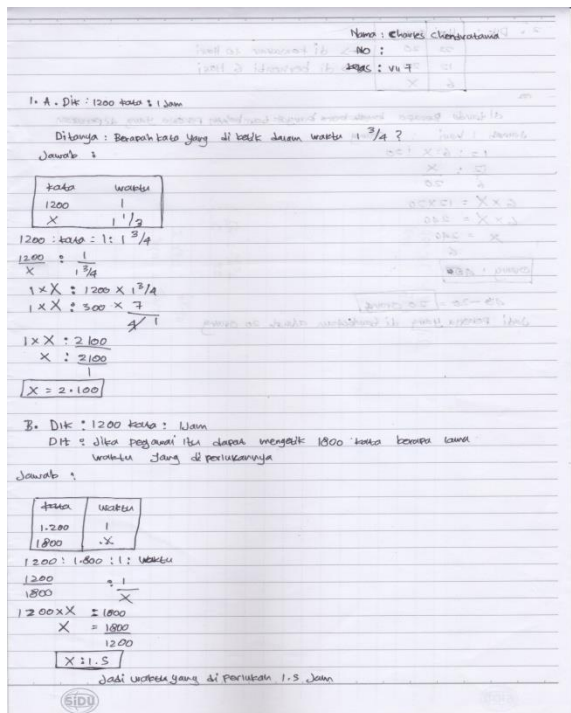 Nama : Charles Chendratama
NO :
Kelas : VII 7
1. A. Dik : 1200 kata : 1 Jam
Ditanya : Berapah kata yang di ketik dalam waktu 1 3/4 ?
Jawab :
kata waktu
1200 1
X 1 1/3
1200 : kata = 1 : 1 3/4
1200 : 1
X 1 3/4
1 x X : 1200 x 1 3/4
1 x X : 300 x 7
4 1
1 x X : 2100
X : 2100
1
X = 2.100
B. Dik : 1200 kata : 1 Jam
Dit : Jika pegawai itu dapat mengetik 1800 kata berapa lama
waktu yang diperlukannya
Jawab :
kata waktu
1.200 1
1800 .X
1200 : 1.800 : 1 : waktu
1200 : 1
1800 X
1200 x X = 1800
X = 1800
1200
X : 1.5
Jadi waktu yang di perlukan 1.5 Jam
SiDU